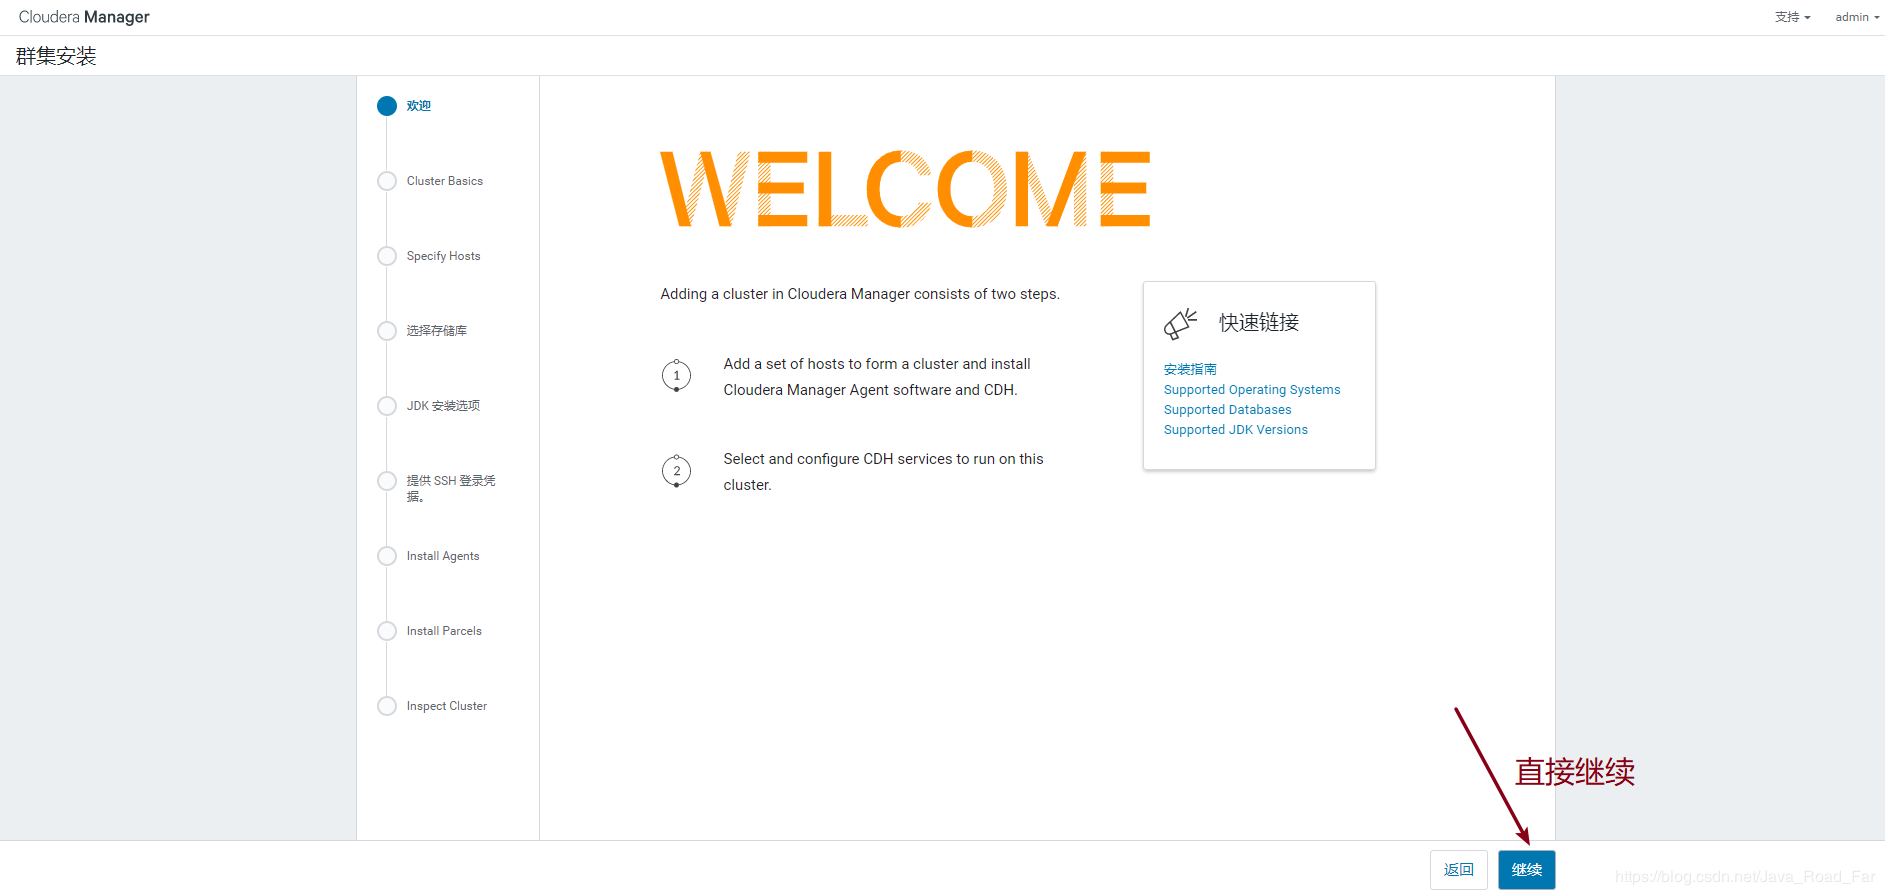 Cloudera Manager
支持
admin
群集安装
欢迎
Cluster Basics
Specify Hosts
选择存储库
JDK 安装选项
提供 SSH 登录凭
据。
Install Agents
Install Parcels
Inspect Cluster
WELCOME
Adding a cluster in Cloudera Manager consists of two steps.
1
Add a set of hosts to form a cluster and install
Cloudera Manager Agent software and CDH.
2
Select and configure CDH services to run on this
cluster.
快速链接
安装指南
Supported Operating Systems
Supported Databases
Supported JDK Versions
直接继续
返回
继续
https://blog.csdn.net/Java_Road_Far